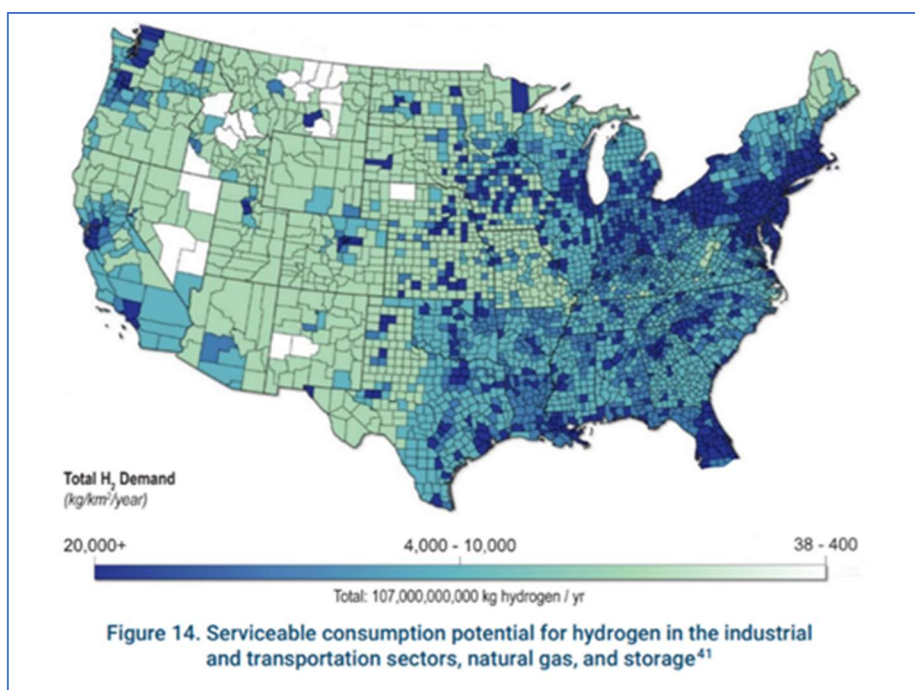 Total H₂ Demand
(kg/km²/year)
20,000+ 4,000 - 10,000 38 - 400
Total: 107,000,000,000 kg hydrogen / yr
Figure 14. Serviceable consumption potential for hydrogen in the industrial
and transportation sectors, natural gas, and storage⁴¹